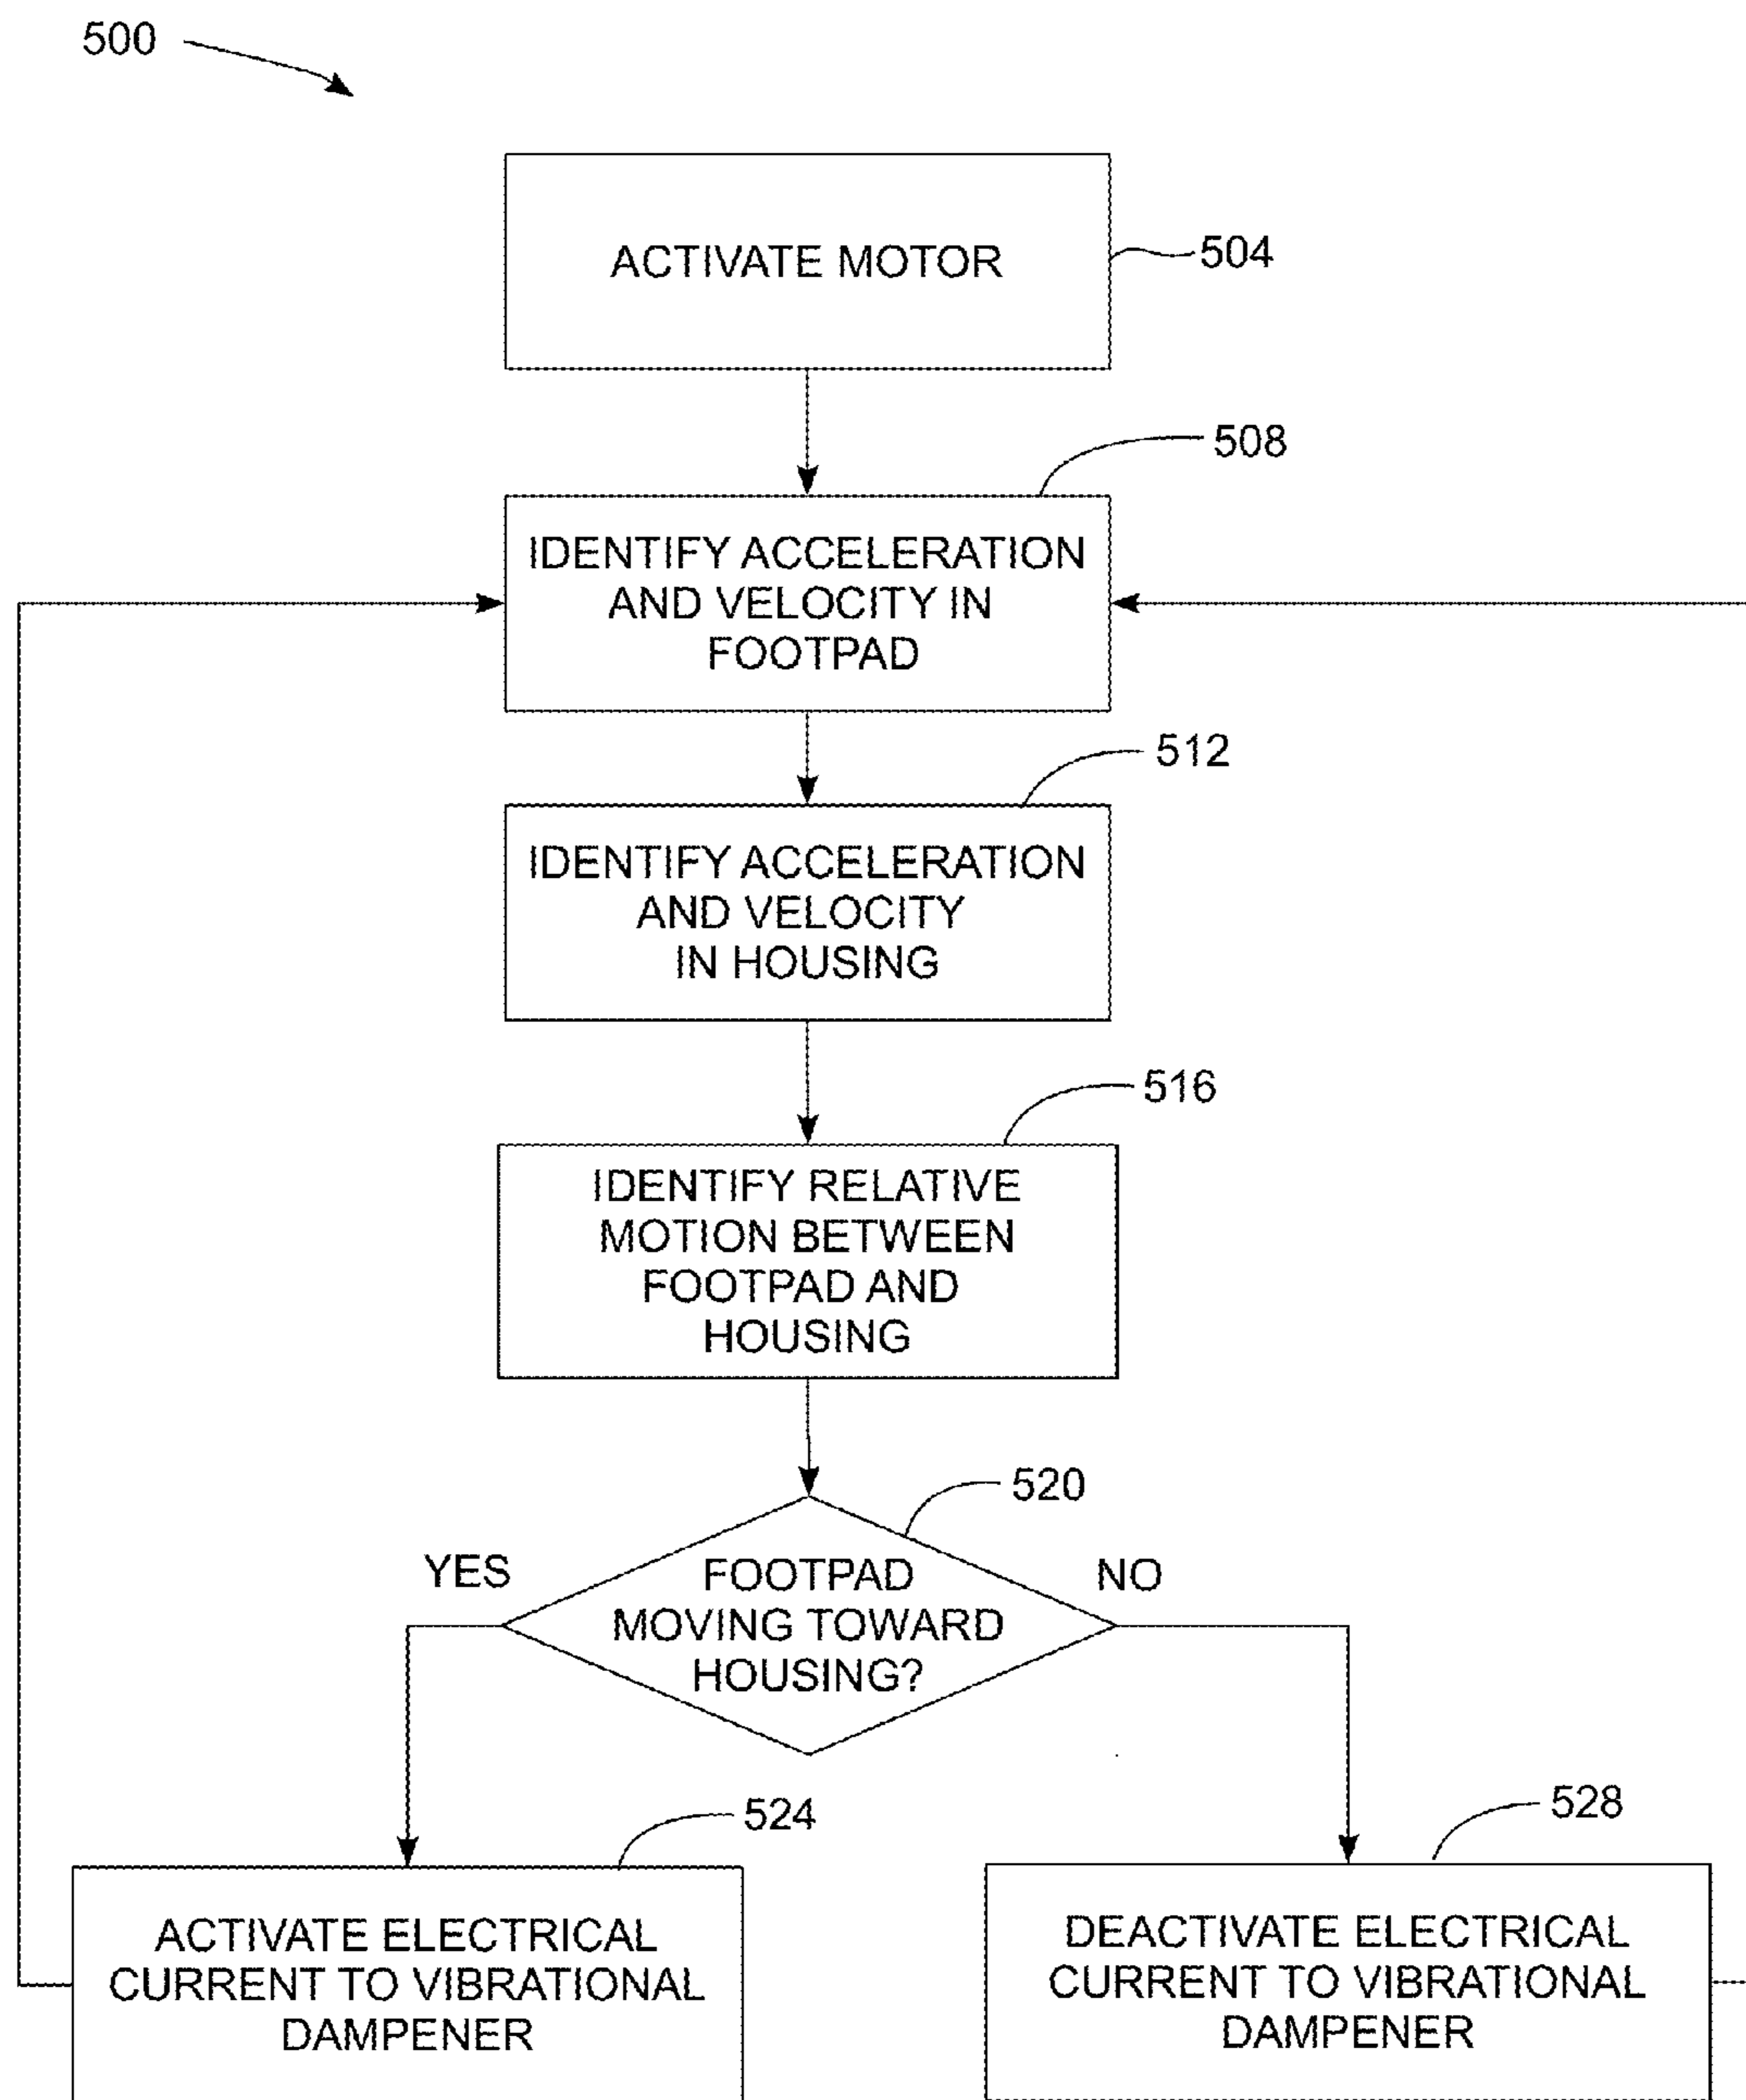 500
ACTIVATE MOTOR
504
508
IDENTIFY ACCELERATION
AND VELOCITY IN
FOOTPAD
512
IDENTIFY ACCELERATION
AND VELOCITY
IN HOUSING
516
IDENTIFY RELATIVE
MOTION BETWEEN
FOOTPAD AND
HOUSING
520
YES
FOOTPAD
MOVING TOWARD
HOUSING?
NO
524
ACTIVATE ELECTRICAL
CURRENT TO VIBRATIONAL
DAMPENER
528
DEACTIVATE ELECTRICAL
CURRENT TO VIBRATIONAL
DAMPENER